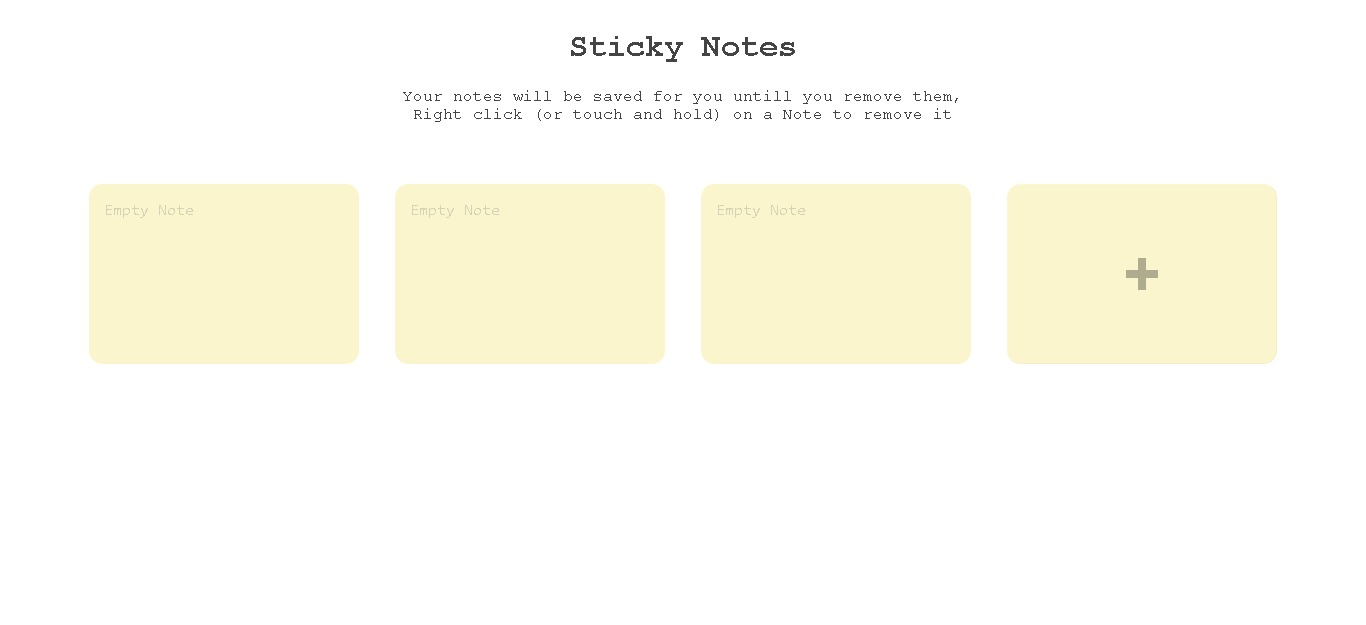 Sticky Notes
Your notes will be saved for you untill you remove them,
Right click (or touch and hold) on a Note to remove it
Empty Note
Empty Note
Empty Note
+